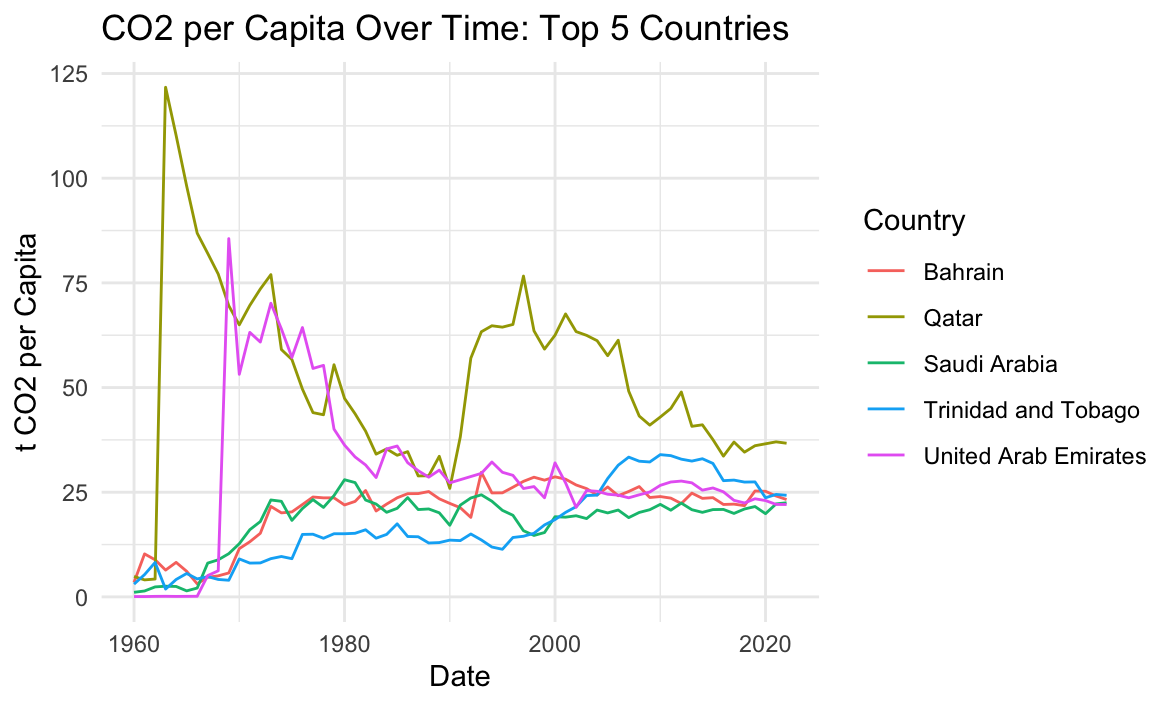 CO2 per Capita Over Time: Top 5 Countries
125
100
75
50
25
0
t CO2 per Capita
1960
1980
2000
2020
Date
Country
Bahrain
Qatar
Saudi Arabia
Trinidad and Tobago
United Arab Emirates